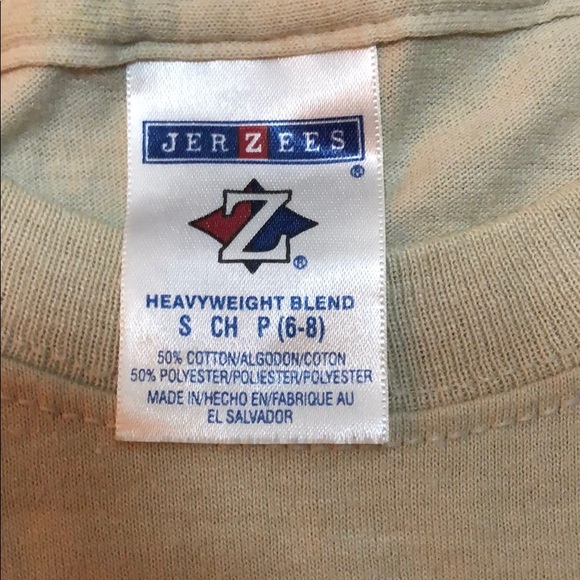 JERZEES
®
Z
®
HEAVYWEIGHT BLEND
S CH P (6-8)
50% COTTON/ALGODON/COTON
50% POLYESTER/POLIESTER/POLYESTER
MADE IN/HECHO EN/FABRIQUE AU
EL SALVADOR